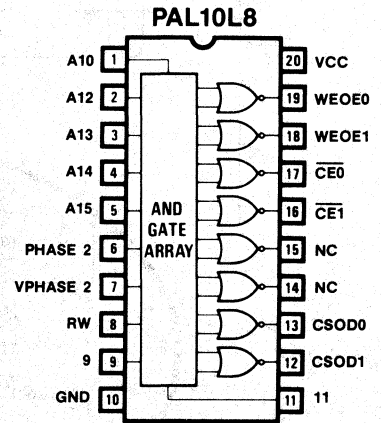 PAL10L8
A10 1 20 VCC
A12 2 19 WEOE0
A13 3 18 WEOE1
A14 4 17 CE0
A15 5 16 CE1
AND
GATE
ARRAY
PHASE 2 6 15 NC
VPHASE 2 7 14 NC
RW 8 13 CSOD0
9 9 12 CSOD1
GND 10 11 11